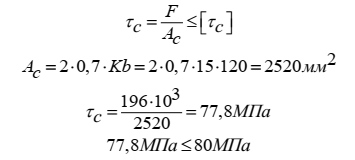 τ_C = F / A_C ≤ [τ_C]
A_C = 2·0,7·Kb = 2·0,7·15·120 = 2520мм²
τ_C = 196·10³ / 2520 = 77,8МПа
77,8МПа ≤ 80МПа